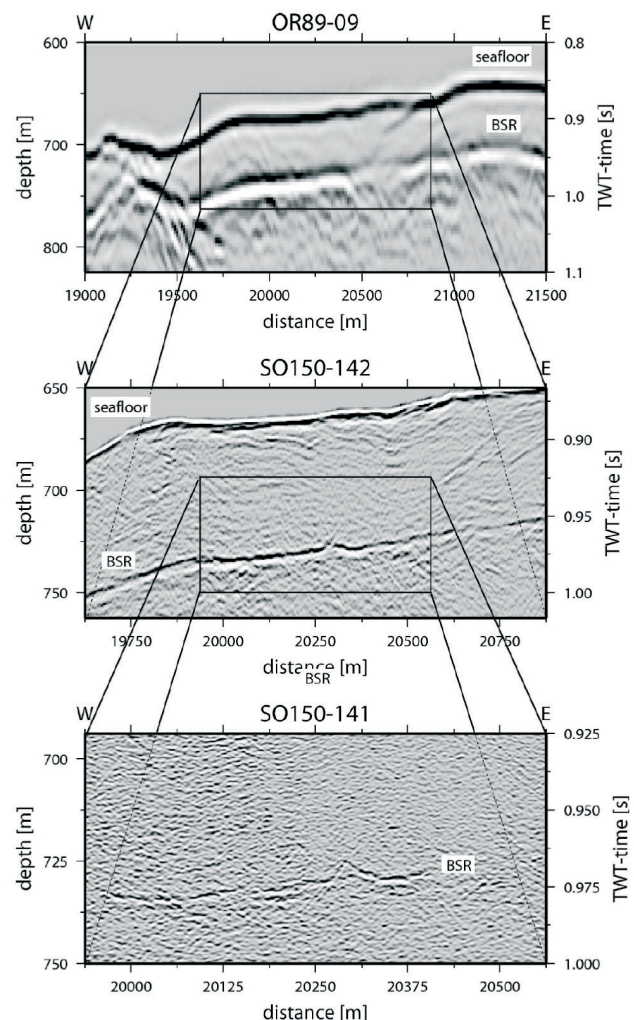 OR89-09
W E
600 0.8
seafloor
BSR
700 0.9
800 1.0
1.1
depth [m]
TWT-time [s]
19000 19500 20000 20500 21000 21500
distance [m]
SO150-142
W E
650
seafloor
0.90
700
0.95
BSR
750 1.00
depth [m]
TWT-time [s]
19750 20000 20250 20500 20750
distance [m]
BSR
SO150-141
W E
0.925
700
0.950
725
BSR
0.975
750 1.000
depth [m]
TWT-time [s]
20000 20125 20250 20375 20500
distance [m]